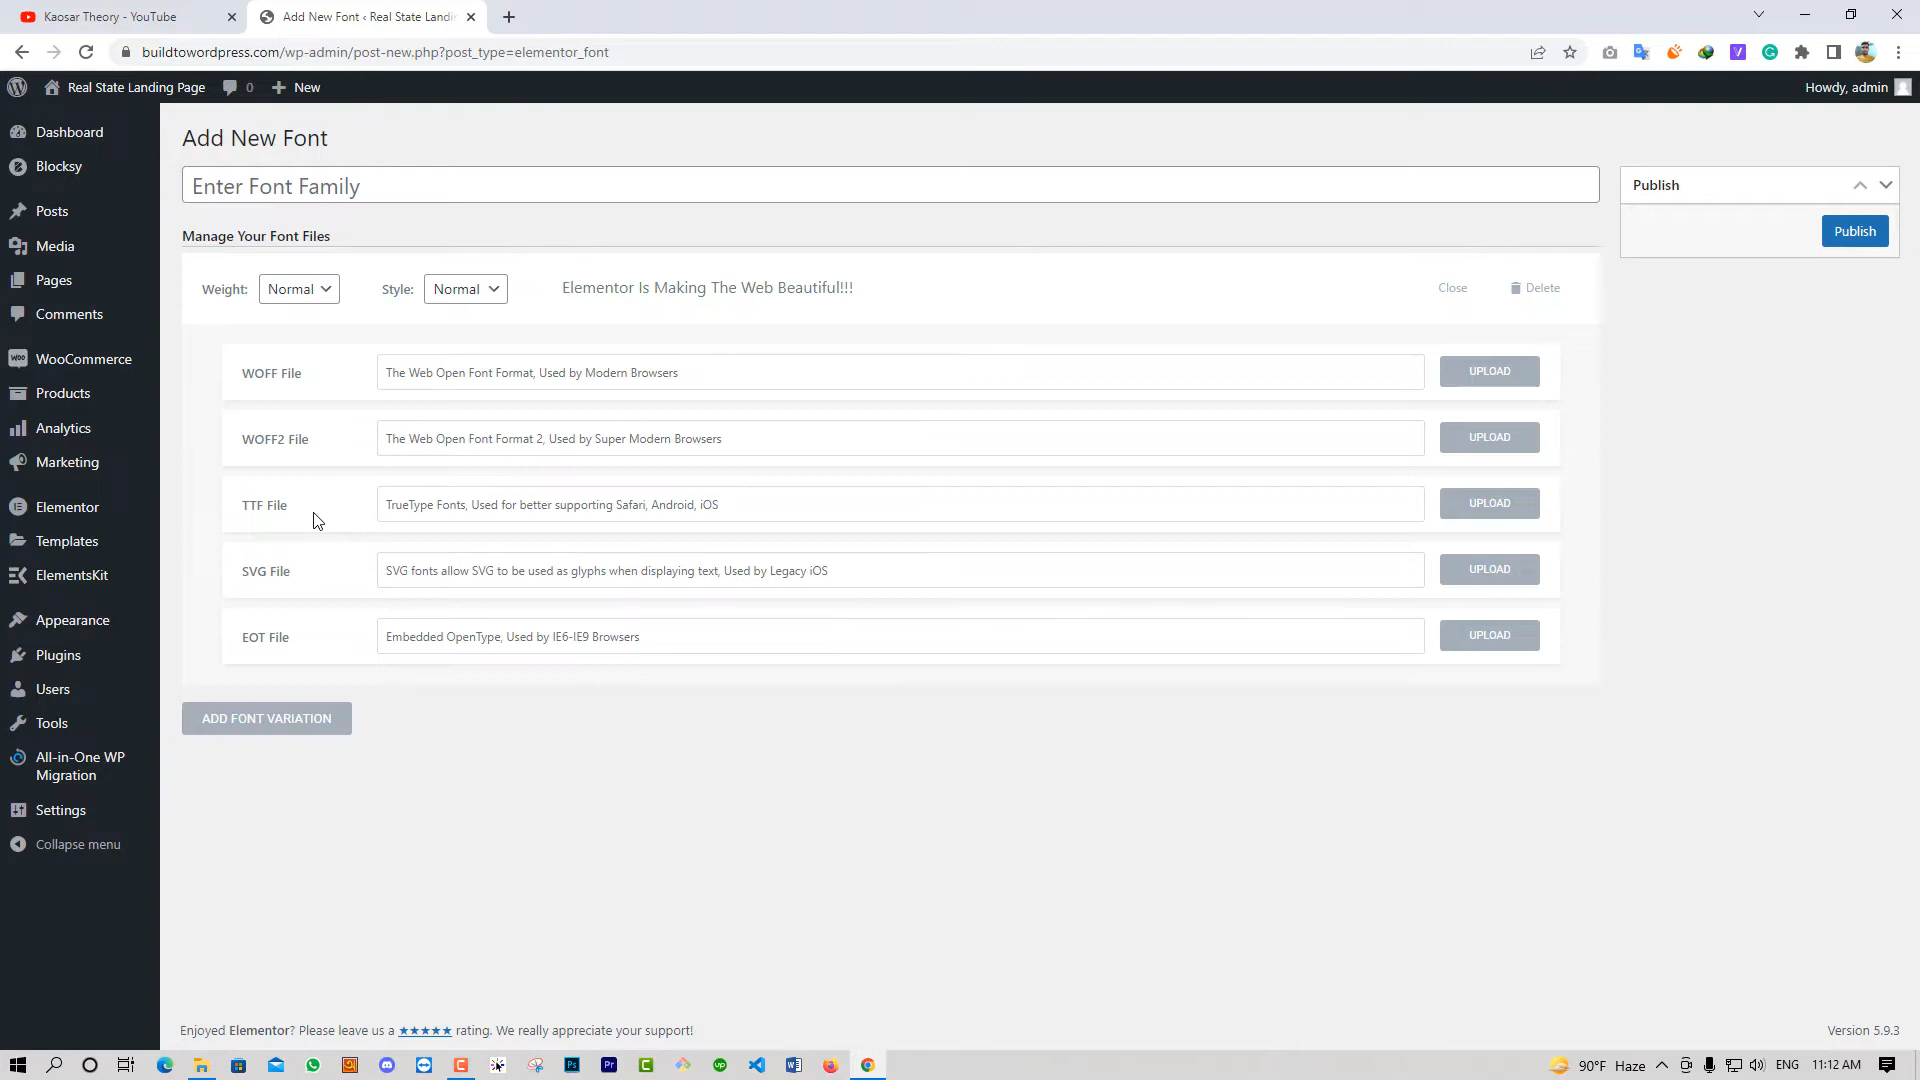 Kaosar Theory - YouTube
Add New Font ‹ Real State Landin
buildtowordpress.com/wp-admin/post-new.php?post_type=elementor_font
Real State Landing Page
0
New
Howdy, admin
Dashboard
Blocksy
Posts
Media
Pages
Comments
WooCommerce
Products
Analytics
Marketing
Elementor
Templates
ElementsKit
Appearance
Plugins
Users
Tools
All-in-One WP
Migration
Settings
Collapse menu
Add New Font
Enter Font Family
Publish
Publish
Manage Your Font Files
Weight: Normal
Style: Normal
Elementor Is Making The Web Beautiful!!!
Close
Delete
WOFF File
The Web Open Font Format, Used by Modern Browsers
UPLOAD
WOFF2 File
The Web Open Font Format 2, Used by Super Modern Browsers
UPLOAD
TTF File
TrueType Fonts, Used for better supporting Safari, Android, iOS
UPLOAD
SVG File
SVG fonts allow SVG to be used as glyphs when displaying text, Used by Legacy iOS
UPLOAD
EOT File
Embedded OpenType, Used by IE6-IE9 Browsers
UPLOAD
ADD FONT VARIATION
Enjoyed Elementor? Please leave us a ★★★★★ rating. We really appreciate your support!
Version 5.9.3
90°F Haze
ENG
11:12 AM